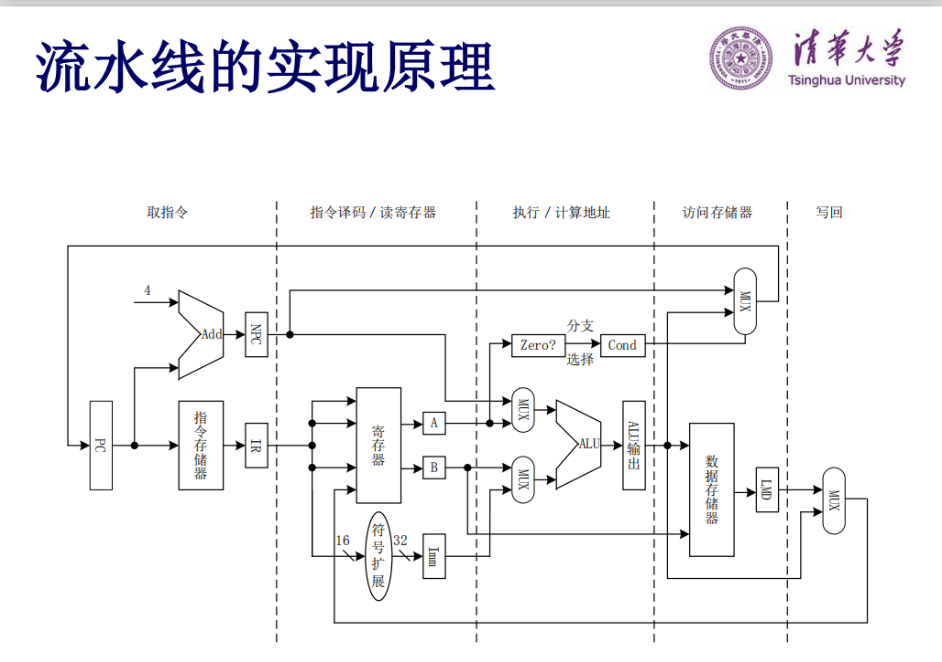 流水线的实现原理
清华大学
Tsinghua University
取指令
指令译码/读寄存器
执行/计算地址
访问存储器
写回
4
Add
NPC
MUX
分支
Zero?
Cond
选择
PC
指令存储器
IR
寄存器
A
B
MUX
MUX
ALU
ALU输出
数据存储器
LMD
MUX
16
符号扩展
32
Imm